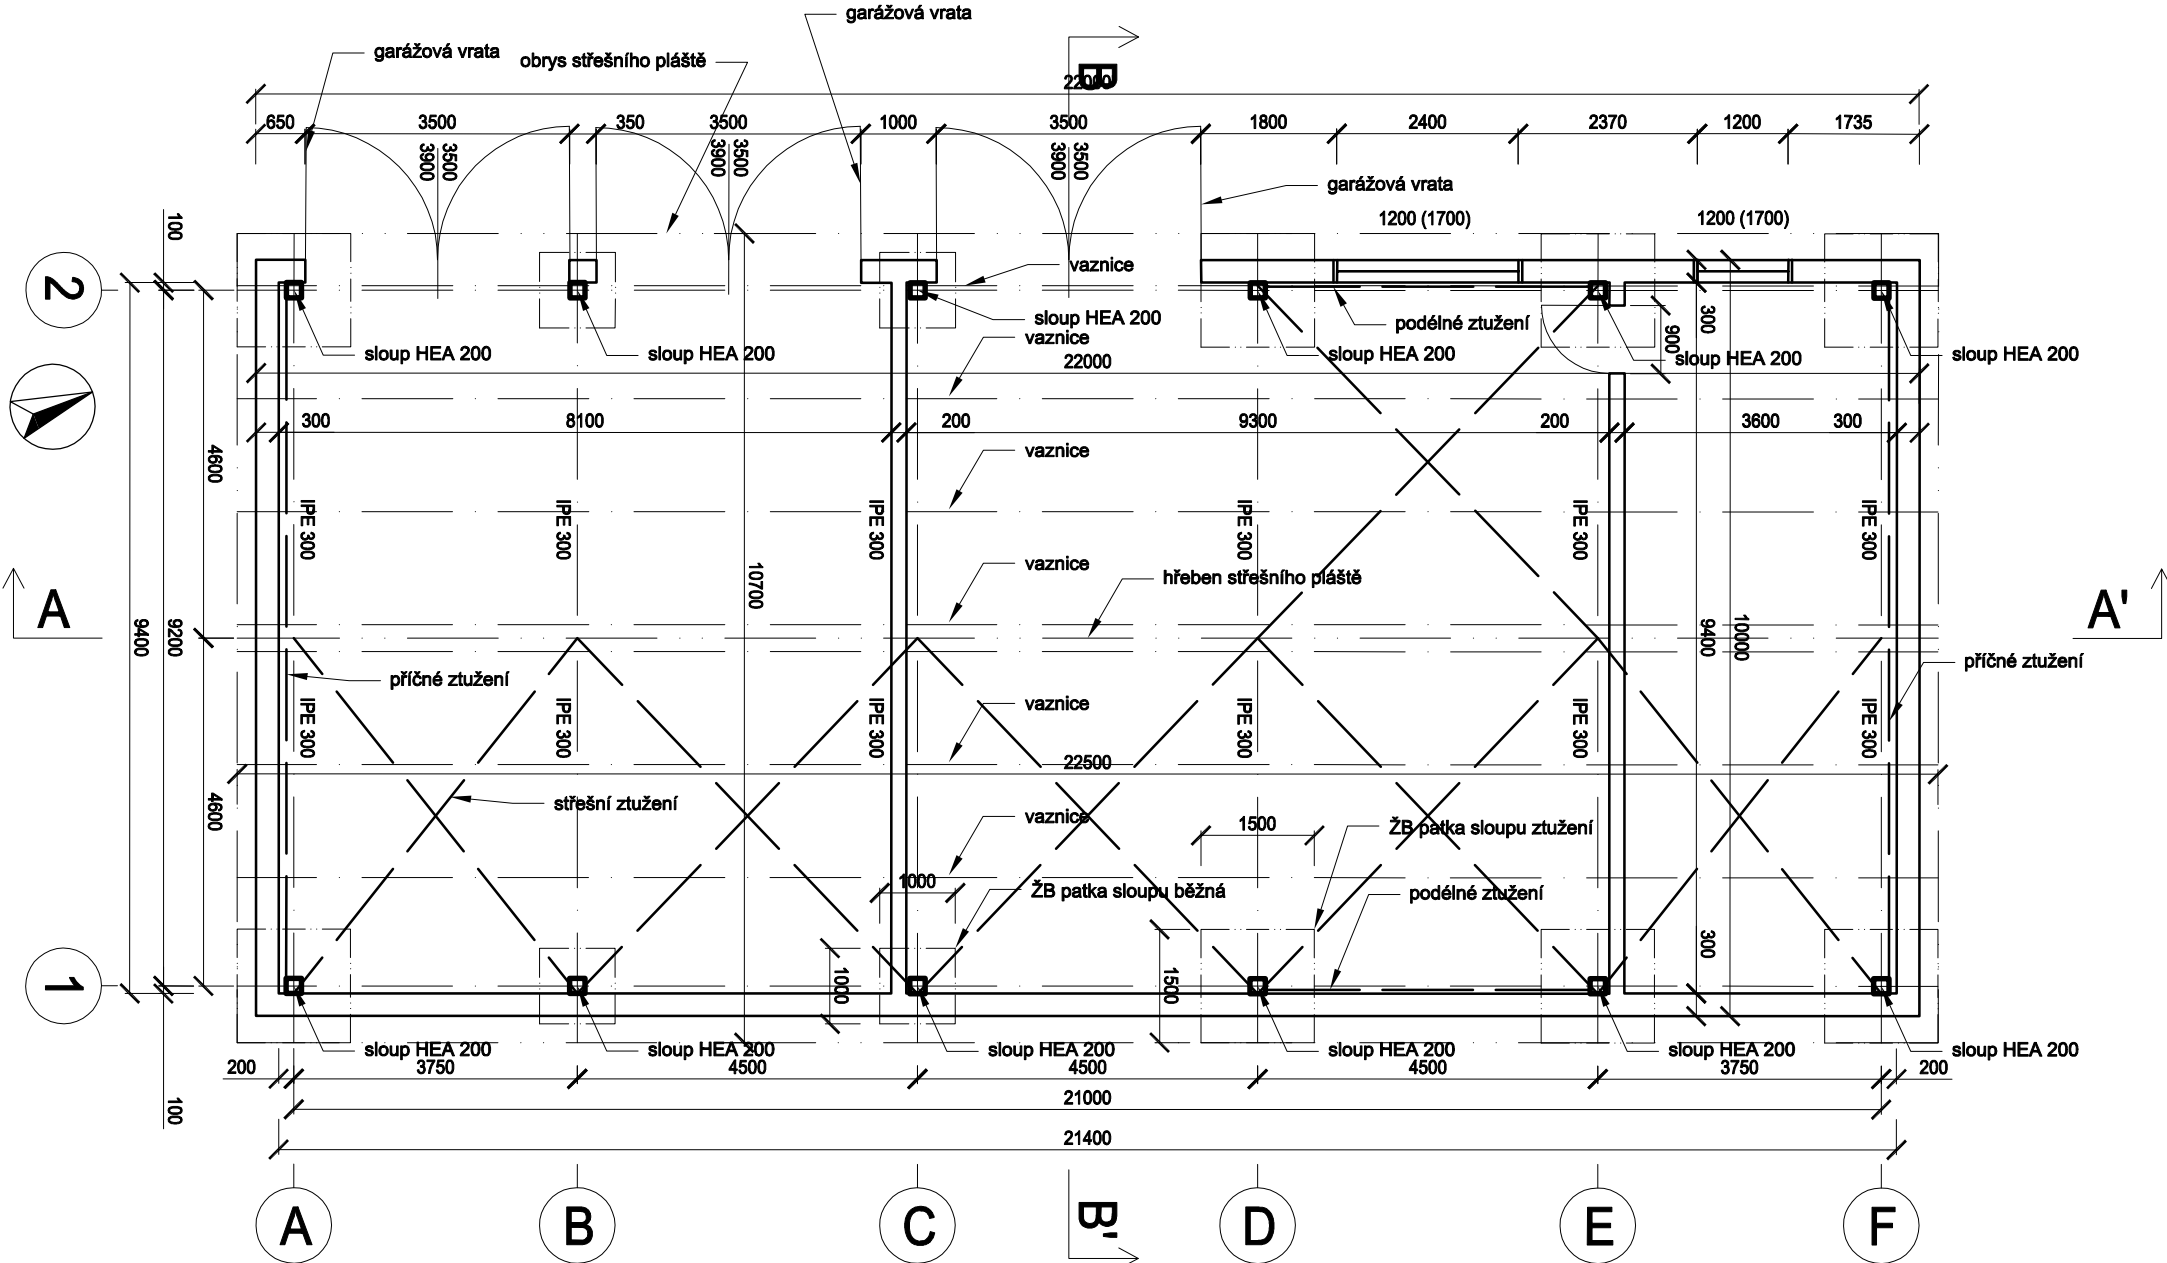 garážová vrata
garážová vrata
obrys střešního pláště
B
22000
650
3500
350
3500
1000
3500
1800
2400
2370
1200
1735
3500
3900
3500
3900
3500
3900
garážová vrata
1200 (1700)
1200 (1700)
100
2
vaznice
sloup HEA 200
podélné ztužení
300
900
vaznice
sloup HEA 200
sloup HEA 200
sloup HEA 200
sloup HEA 200
sloup HEA 200
22000
300
8100
200
9300
200
3600
300
4600
vaznice
IPE 300
IPE 300
IPE 300
IPE 300
IPE 300
IPE 300
vaznice
hřeben střešního pláště
10700
A
A'
9400
9200
9400
10000
příčné ztužení
příčné ztužení
IPE 300
IPE 300
IPE 300
IPE 300
IPE 300
IPE 300
vaznice
22500
střešní ztužení
4600
vaznice
1500
ŽB patka sloupu ztužení
1000
ŽB patka sloupu běžná
podélné ztužení
300
1
1000
1500
sloup HEA 200
sloup HEA 200
sloup HEA 200
sloup HEA 200
sloup HEA 200
sloup HEA 200
200
3750
4500
4500
4500
3750
200
100
21000
21400
A
B
C
B'
D
E
F